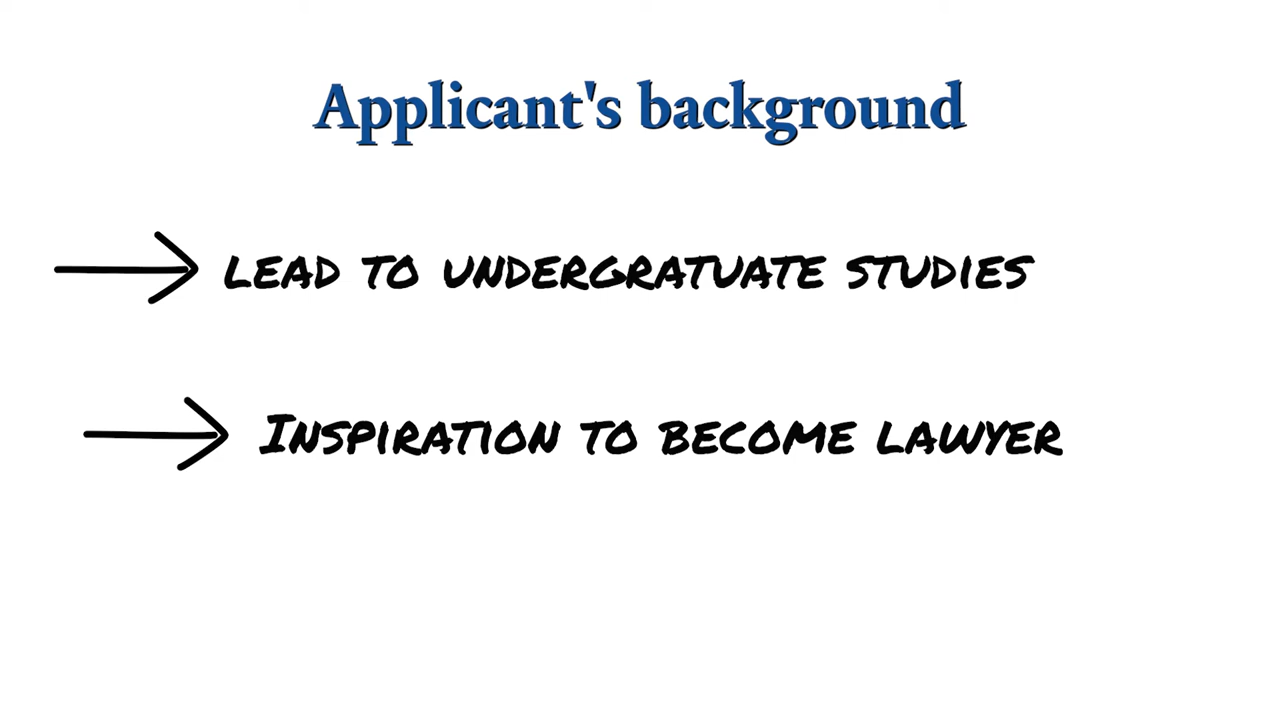 Applicant's background
LEAD TO UNDERGRATUATE STUDIES
INSPIRATION TO BECOME LAWYER